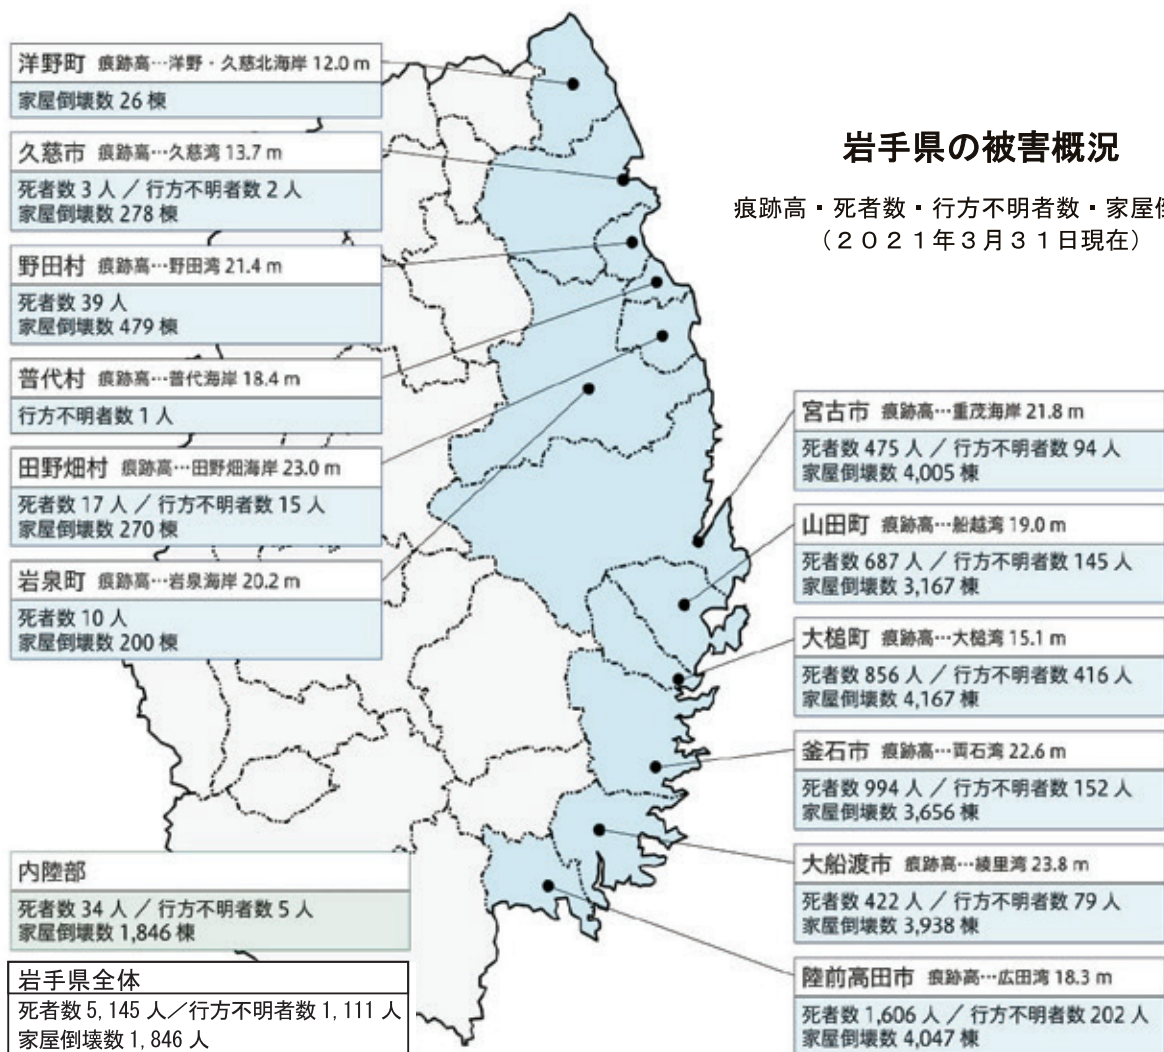 岩手県の被害概況
痕跡高・死者数・行方不明者数・家屋倒
(2021年3月31日現在)
洋野町 痕跡高…洋野・久慈北海岸 12.0 m
家屋倒壊数 26 棟
久慈市 痕跡高…久慈湾 13.7 m
死者数 3 人 / 行方不明者数 2 人
家屋倒壊数 278 棟
野田村 痕跡高…野田湾 21.4 m
死者数 39 人
家屋倒壊数 479 棟
普代村 痕跡高…普代海岸 18.4 m
行方不明者数 1 人
田野畑村 痕跡高…田野畑海岸 23.0 m
死者数 17 人 / 行方不明者数 15 人
家屋倒壊数 270 棟
岩泉町 痕跡高…岩泉海岸 20.2 m
死者数 10 人
家屋倒壊数 200 棟
宮古市 痕跡高…重茂海岸 21.8 m
死者数 475 人 / 行方不明者数 94 人
家屋倒壊数 4,005 棟
山田町 痕跡高…船越湾 19.0 m
死者数 687 人 / 行方不明者数 145 人
家屋倒壊数 3,167 棟
大槌町 痕跡高…大槌湾 15.1 m
死者数 856 人 / 行方不明者数 416 人
家屋倒壊数 4,167 棟
釜石市 痕跡高…両石湾 22.6 m
死者数 994 人 / 行方不明者数 152 人
家屋倒壊数 3,656 棟
大船渡市 痕跡高…綾里湾 23.8 m
死者数 422 人 / 行方不明者数 79 人
家屋倒壊数 3,938 棟
陸前高田市 痕跡高…広田湾 18.3 m
死者数 1,606 人 / 行方不明者数 202 人
家屋倒壊数 4,047 棟
内陸部
死者数 34 人 / 行方不明者数 5 人
家屋倒壊数 1,846 棟
岩手県全体
死者数 5,145 人/行方不明者数 1,111 人
家屋倒壊数 1,846 人